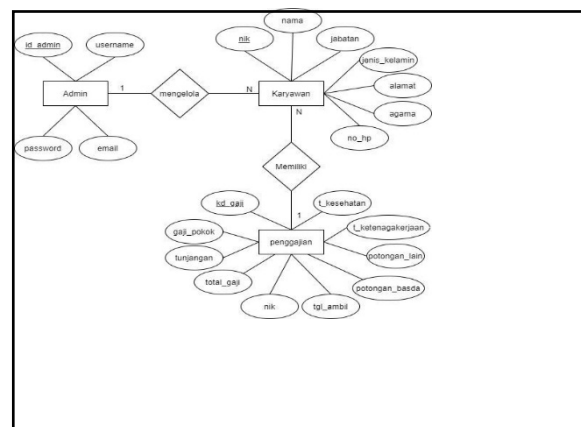 nama
nik
jabatan
id_admin
username
jenis_kelamin
Admin
1
mengelola
N
Karyawan
alamat
agama
N
no_hp
password
email
Memiliki
kd_gaji
1
t_kesehatan
gaji_pokok
t_ketenagakerjaan
penggajian
tunjangan
potongan_lain
total_gaji
potongan_basda
nik
tgl_ambil